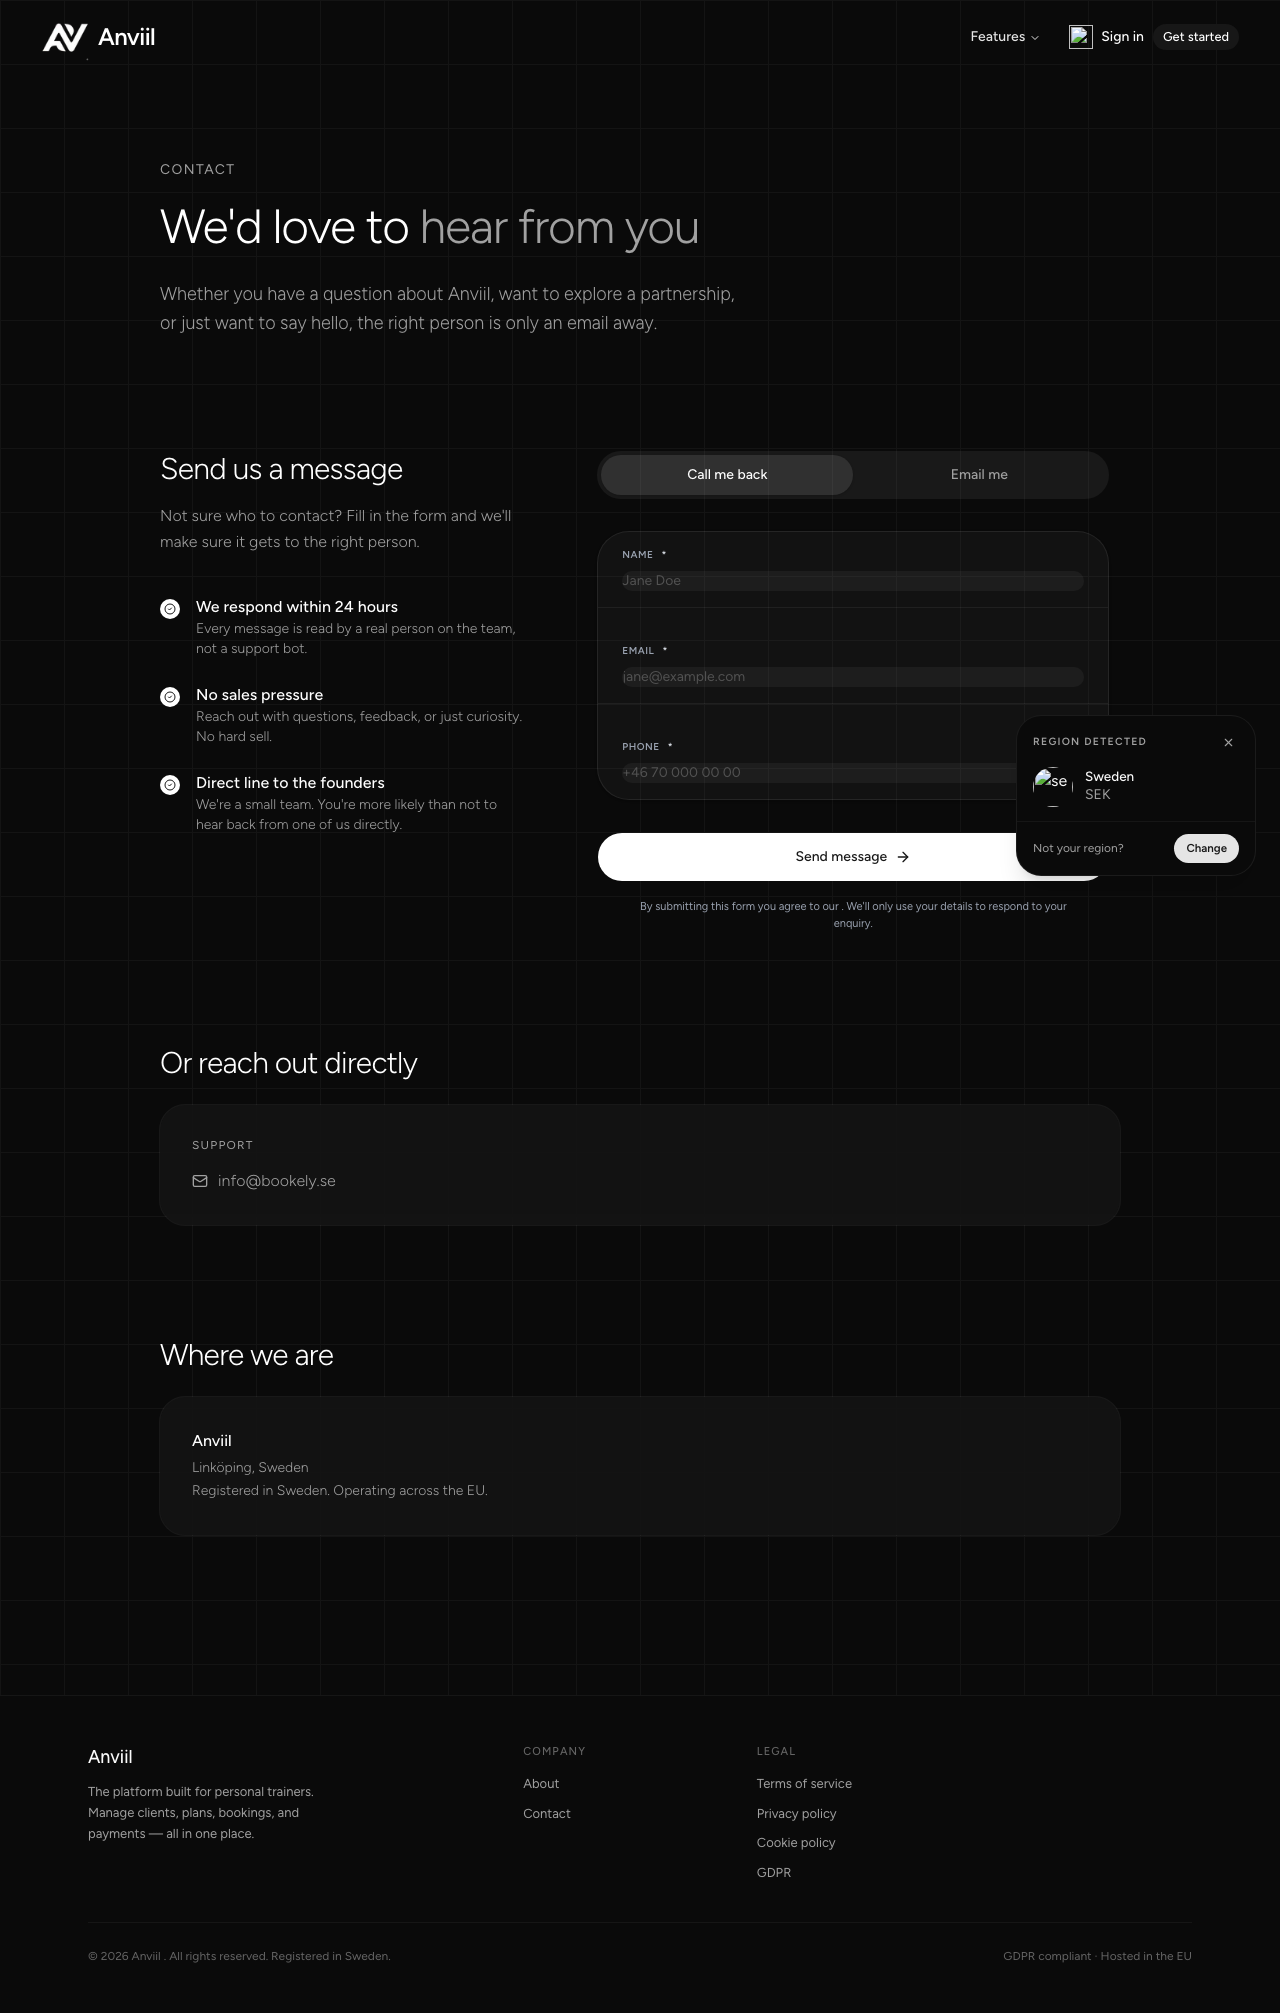 Anviil
Features
Sign in
Get started
CONTACT
We'd love to hear from you
Whether you have a question about Anviil, want to explore a partnership,
or just want to say hello, the right person is only an email away.
Send us a message
Not sure who to contact? Fill in the form and we'll
make sure it gets to the right person.
We respond within 24 hours
Every message is read by a real person on the team,
not a support bot.
No sales pressure
Reach out with questions, feedback, or just curiosity.
No hard sell.
Direct line to the founders
We're a small team. You're more likely than not to
hear back from one of us directly.
Call me back
Email me
NAME *
Jane Doe
EMAIL *
jane@example.com
PHONE *
+46 70 000 00 00
Send message
By submitting this form you agree to our . We'll only use your details to respond to your
enquiry.
REGION DETECTED
se
Sweden
SEK
Not your region?
Change
Or reach out directly
SUPPORT
info@bookely.se
Where we are
Anviil
Linköping, Sweden
Registered in Sweden. Operating across the EU.
Anviil
The platform built for personal trainers.
Manage clients, plans, bookings, and
payments — all in one place.
COMPANY
About
Contact
LEGAL
Terms of service
Privacy policy
Cookie policy
GDPR
© 2026 Anviil . All rights reserved. Registered in Sweden.
GDPR compliant · Hosted in the EU